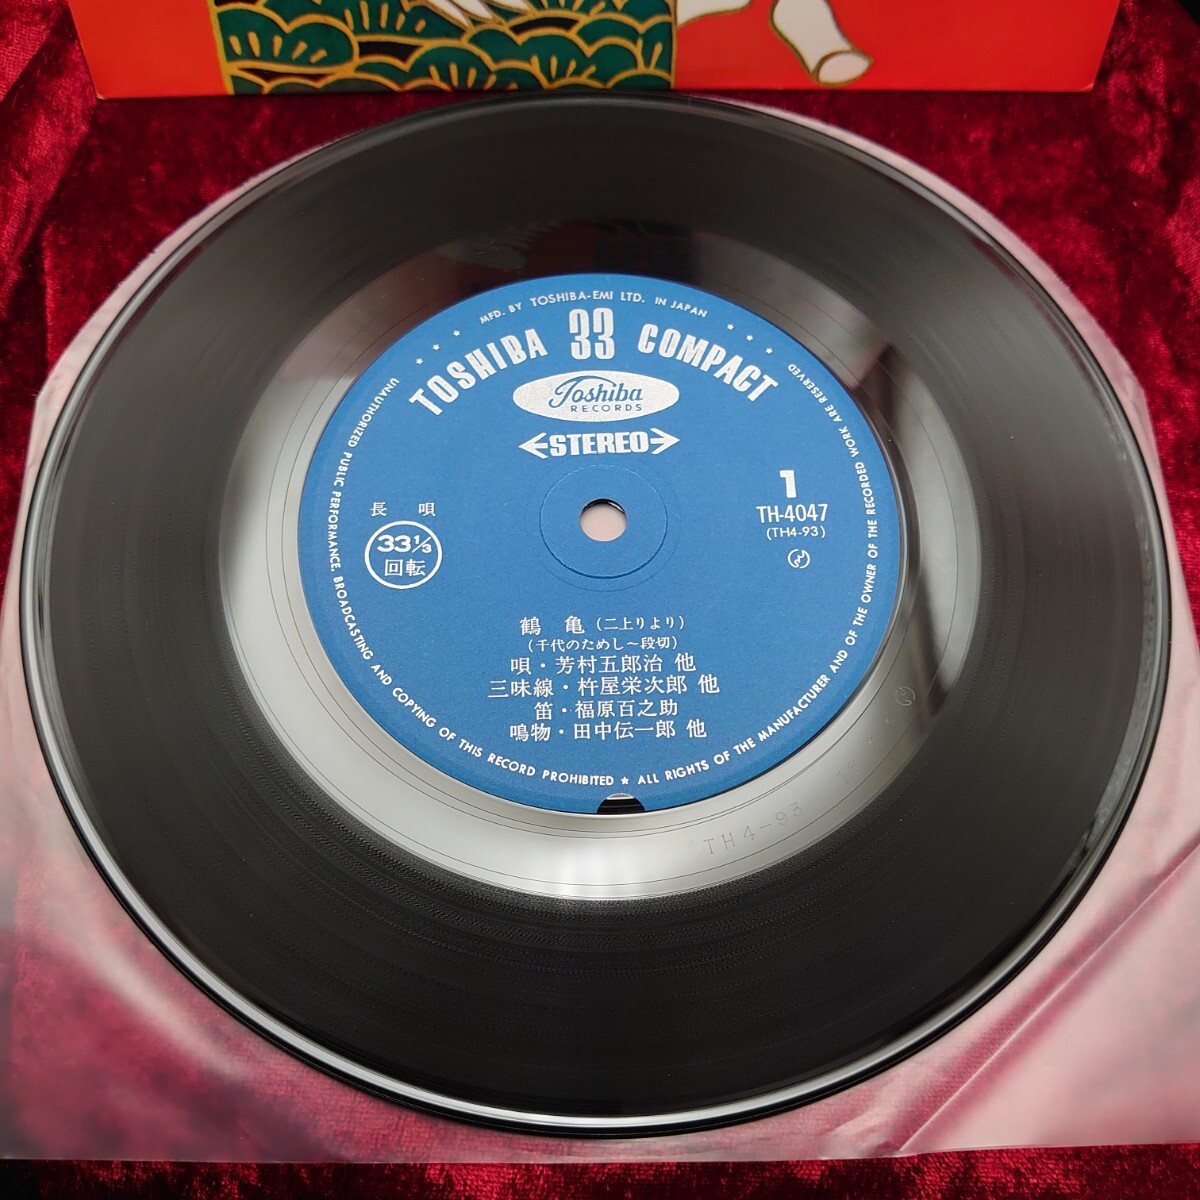 MFD. BY TOSHIBA-EMI LTD. IN JAPAN
TOSHIBA 33 COMPACT
Toshiba
RECORDS
STEREO
1
TH-4047
(TH4-93)
長 唄
33 1/3
回転
鶴 亀 (二上りより)
(千代のためし～段切)
唄・芳村五郎治 他
三味線・杵屋栄次郎 他
笛・福原百之助
鳴物・田中伝一郎 他
UNAUTHORIZED PUBLIC PERFORMANCE, BROADCASTING AND COPYING OF THIS RECORD PROHIBITED ★ ALL RIGHTS OF THE MANUFACTURER AND OF THE OWNER OF THE RECORDED WORK ARE RESERVED
TH4-93